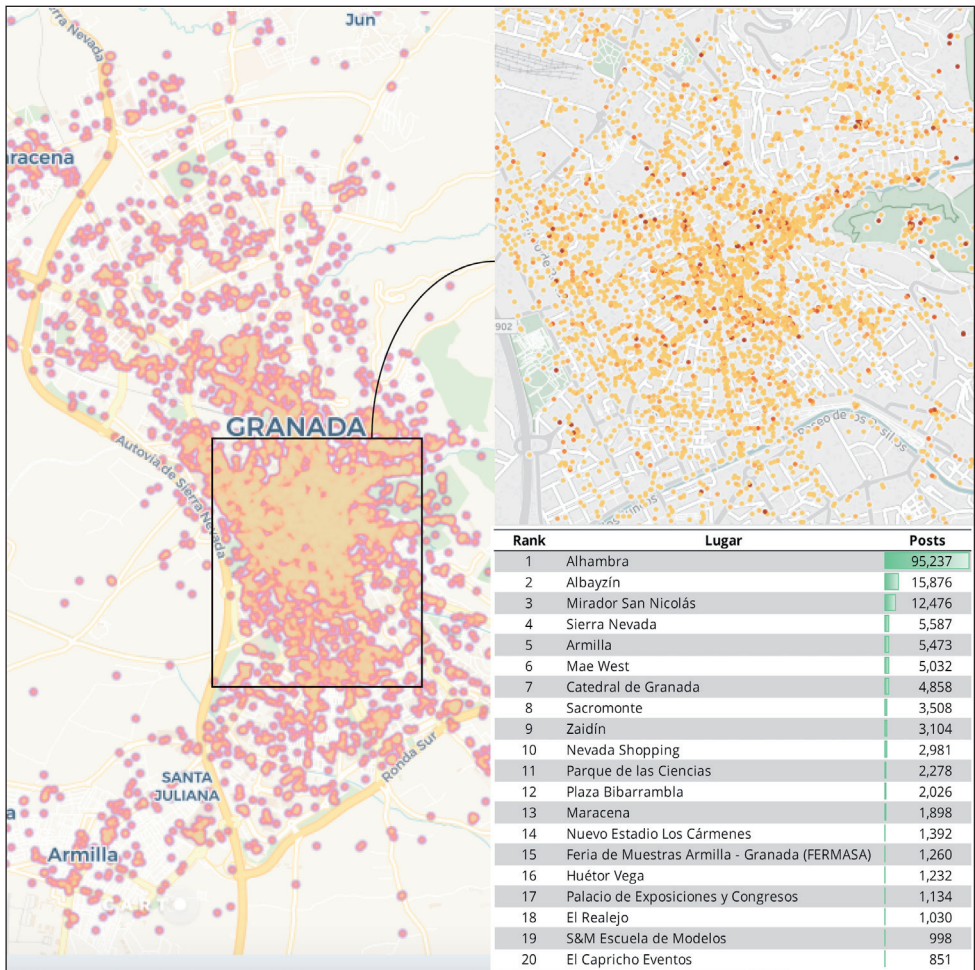 Jun
Sierra Nevada
aracena
GRANADA
Autovía de Sierra Nevada
SANTA
JULIANA
Ronda Sur
a
Armilla
CART
902
Rank Lugar Posts
1 Alhambra 95,237
2 Albayzín 15,876
3 Mirador San Nicolás 12,476
4 Sierra Nevada 5,587
5 Armilla 5,473
6 Mae West 5,032
7 Catedral de Granada 4,858
8 Sacromonte 3,508
9 Zaidín 3,104
10 Nevada Shopping 2,981
11 Parque de las Ciencias 2,278
12 Plaza Bibarrambla 2,026
13 Maracena 1,898
14 Nuevo Estadio Los Cármenes 1,392
15 Feria de Muestras Armilla - Granada (FERMASA) 1,260
16 Huétor Vega 1,232
17 Palacio de Exposiciones y Congresos 1,134
18 El Realejo 1,030
19 S&M Escuela de Modelos 998
20 El Capricho Eventos 851